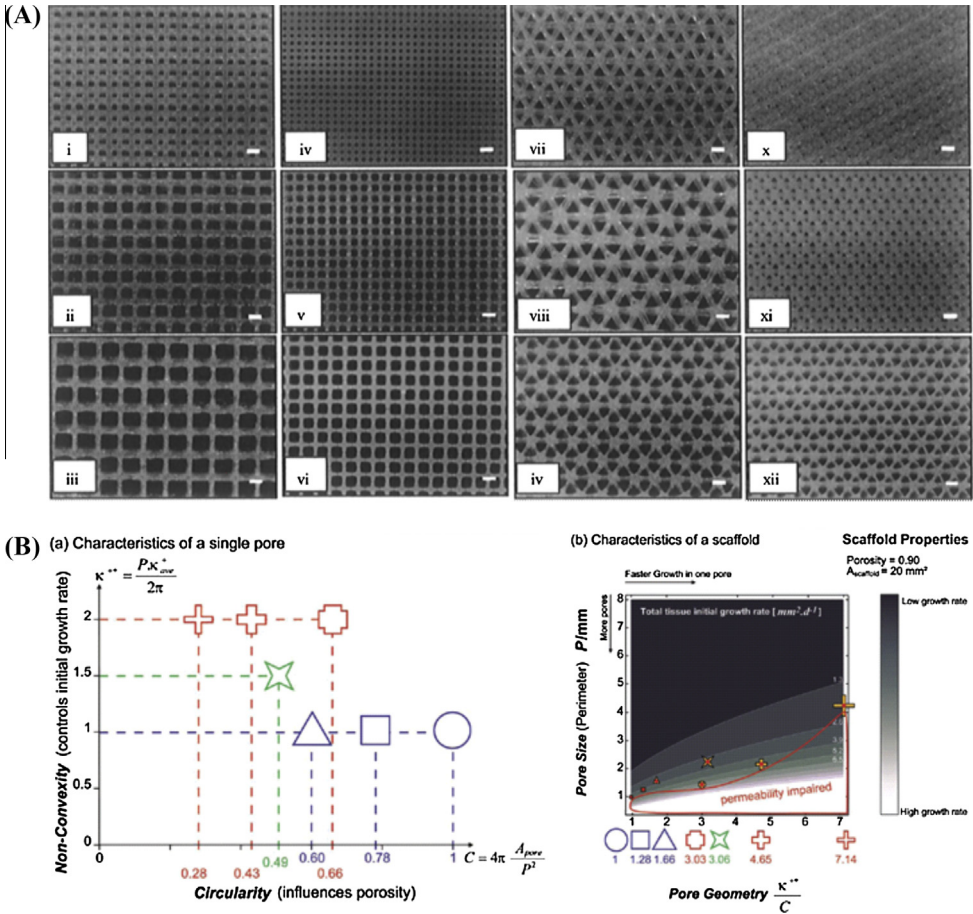 (A)
i
iv
vii
x
ii
v
viii
xi
iii
vi
iv
xii
(B)
(a) Characteristics of a single pore
κ⁺* = P.κ⁺ave / 2π
Non-Convexity (controls initial growth rate)
2
1.5
1
0.5
0
0
0.28
0.43
0.49
0.60
0.66
0.78
1
C = 4π Apore / P²
Circularity (influences porosity)
(b) Characteristics of a scaffold
Scaffold Properties
Porosity = 0.90
Ascaffold = 20 mm²
Faster Growth in one pore
More pores
P/mm
Pore Size (Perimeter)
Total tissue initial growth rate [mm².d⁻¹]
8
7
6
5
4
3
2
1
permeability impaired
1
2
3
4
5
6
7
1
1.28
1.66
3.03
3.06
4.65
7.14
Pore Geometry κ⁺* / C
Low growth rate
High growth rate